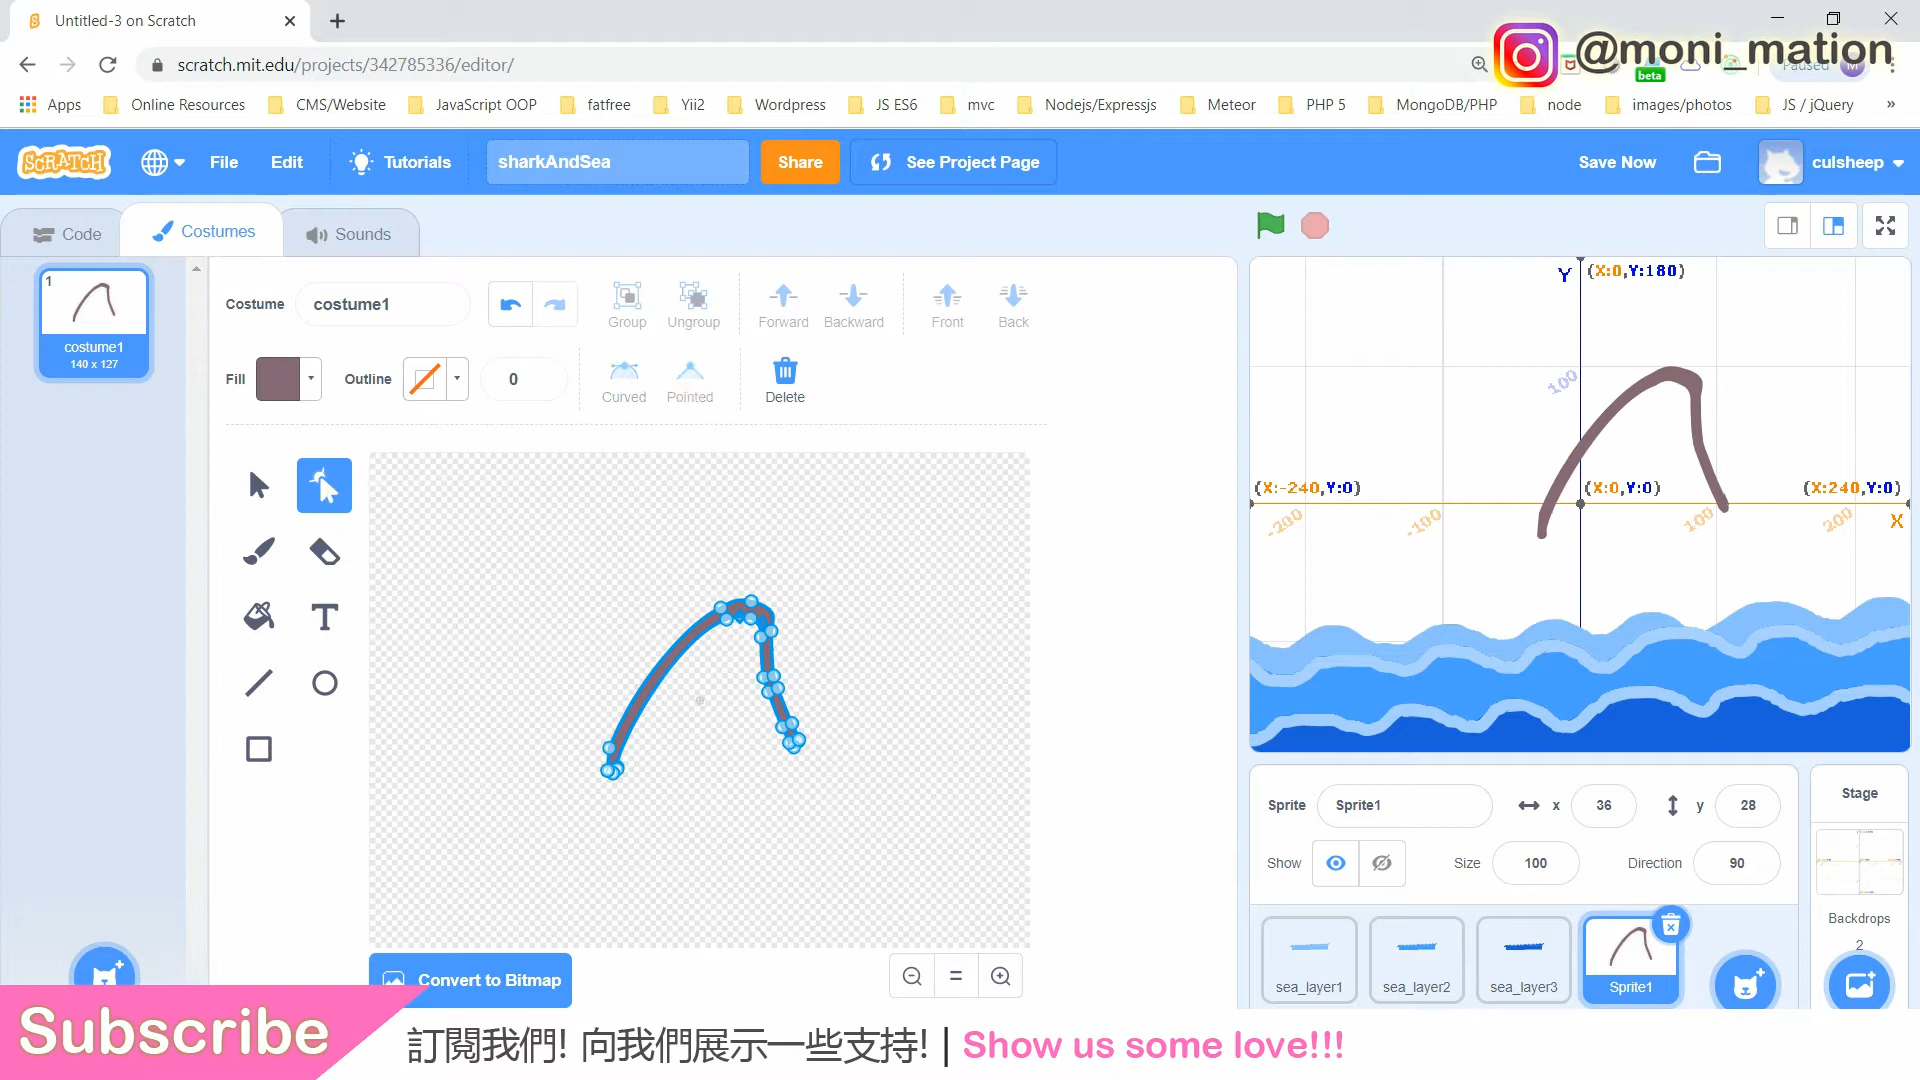 Untitled-3 on Scratch
@moni_mation
scratch.mit.edu/projects/342785336/editor/
beta
Paused
M
Apps
Online Resources
CMS/Website
JavaScript OOP
fatfree
Yii2
Wordpress
JS ES6
mvc
Nodejs/Expressjs
Meteor
PHP 5
MongoDB/PHP
node
images/photos
JS / jQuery
»
SCRATCH
File
Edit
Tutorials
sharkAndSea
Share
See Project Page
Save Now
culsheep
Code
Costumes
Sounds
1
costume1
140 x 127
Costume
costume1
Group
Ungroup
Forward
Backward
Front
Back
Fill
Outline
0
Curved
Pointed
Delete
T
Convert to Bitmap
Y
(X:0,Y:180)
100
(X:-240,Y:0)
(X:0,Y:0)
(X:240,Y:0)
-200
-100
100
200
X
Sprite
Sprite1
x
36
y
28
Show
Size
100
Direction
90
sea_layer1
sea_layer2
sea_layer3
Sprite1
Stage
Backdrops
2
Subscribe
訂閱我們! 向我們展示一些支持! | Show us some love!!!